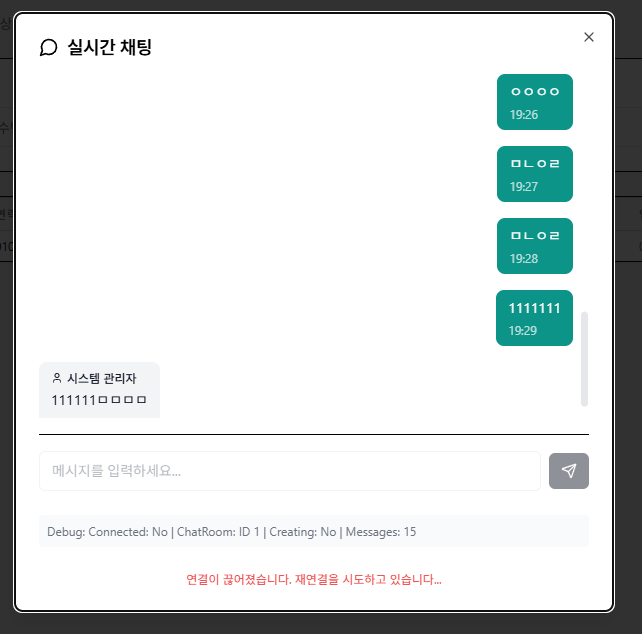 실시간 채팅
ㅇㅇㅇㅇ
19:26
ㅁㄴㅇㄹ
19:27
ㅁㄴㅇㄹ
19:28
1111111
19:29
시스템 관리자
111111ㅁㅁㅁㅁ
메시지를 입력하세요...
Debug: Connected: No | ChatRoom: ID 1 | Creating: No | Messages: 15
연결이 끊어졌습니다. 재연결을 시도하고 있습니다...